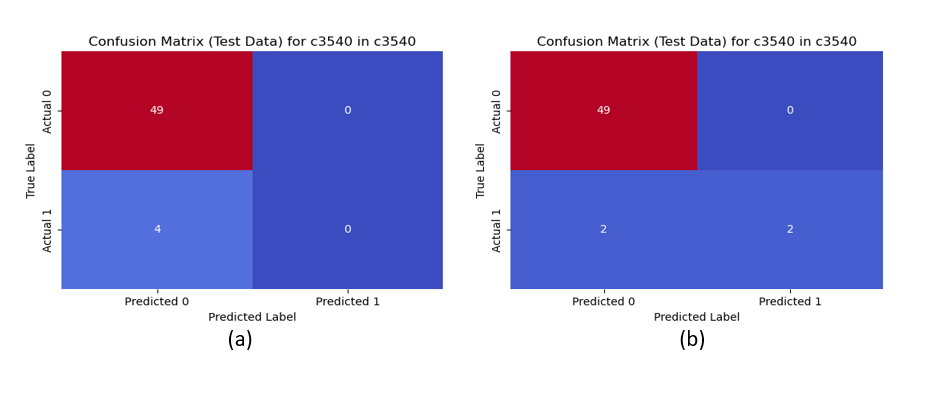 Confusion Matrix (Test Data) for c3540 in c3540
True Label
Actual 0
Actual 1
49
0
4
0
Predicted 0
Predicted 1
Predicted Label
(a)
Confusion Matrix (Test Data) for c3540 in c3540
True Label
Actual 0
Actual 1
49
0
2
2
Predicted 0
Predicted 1
Predicted Label
(b)